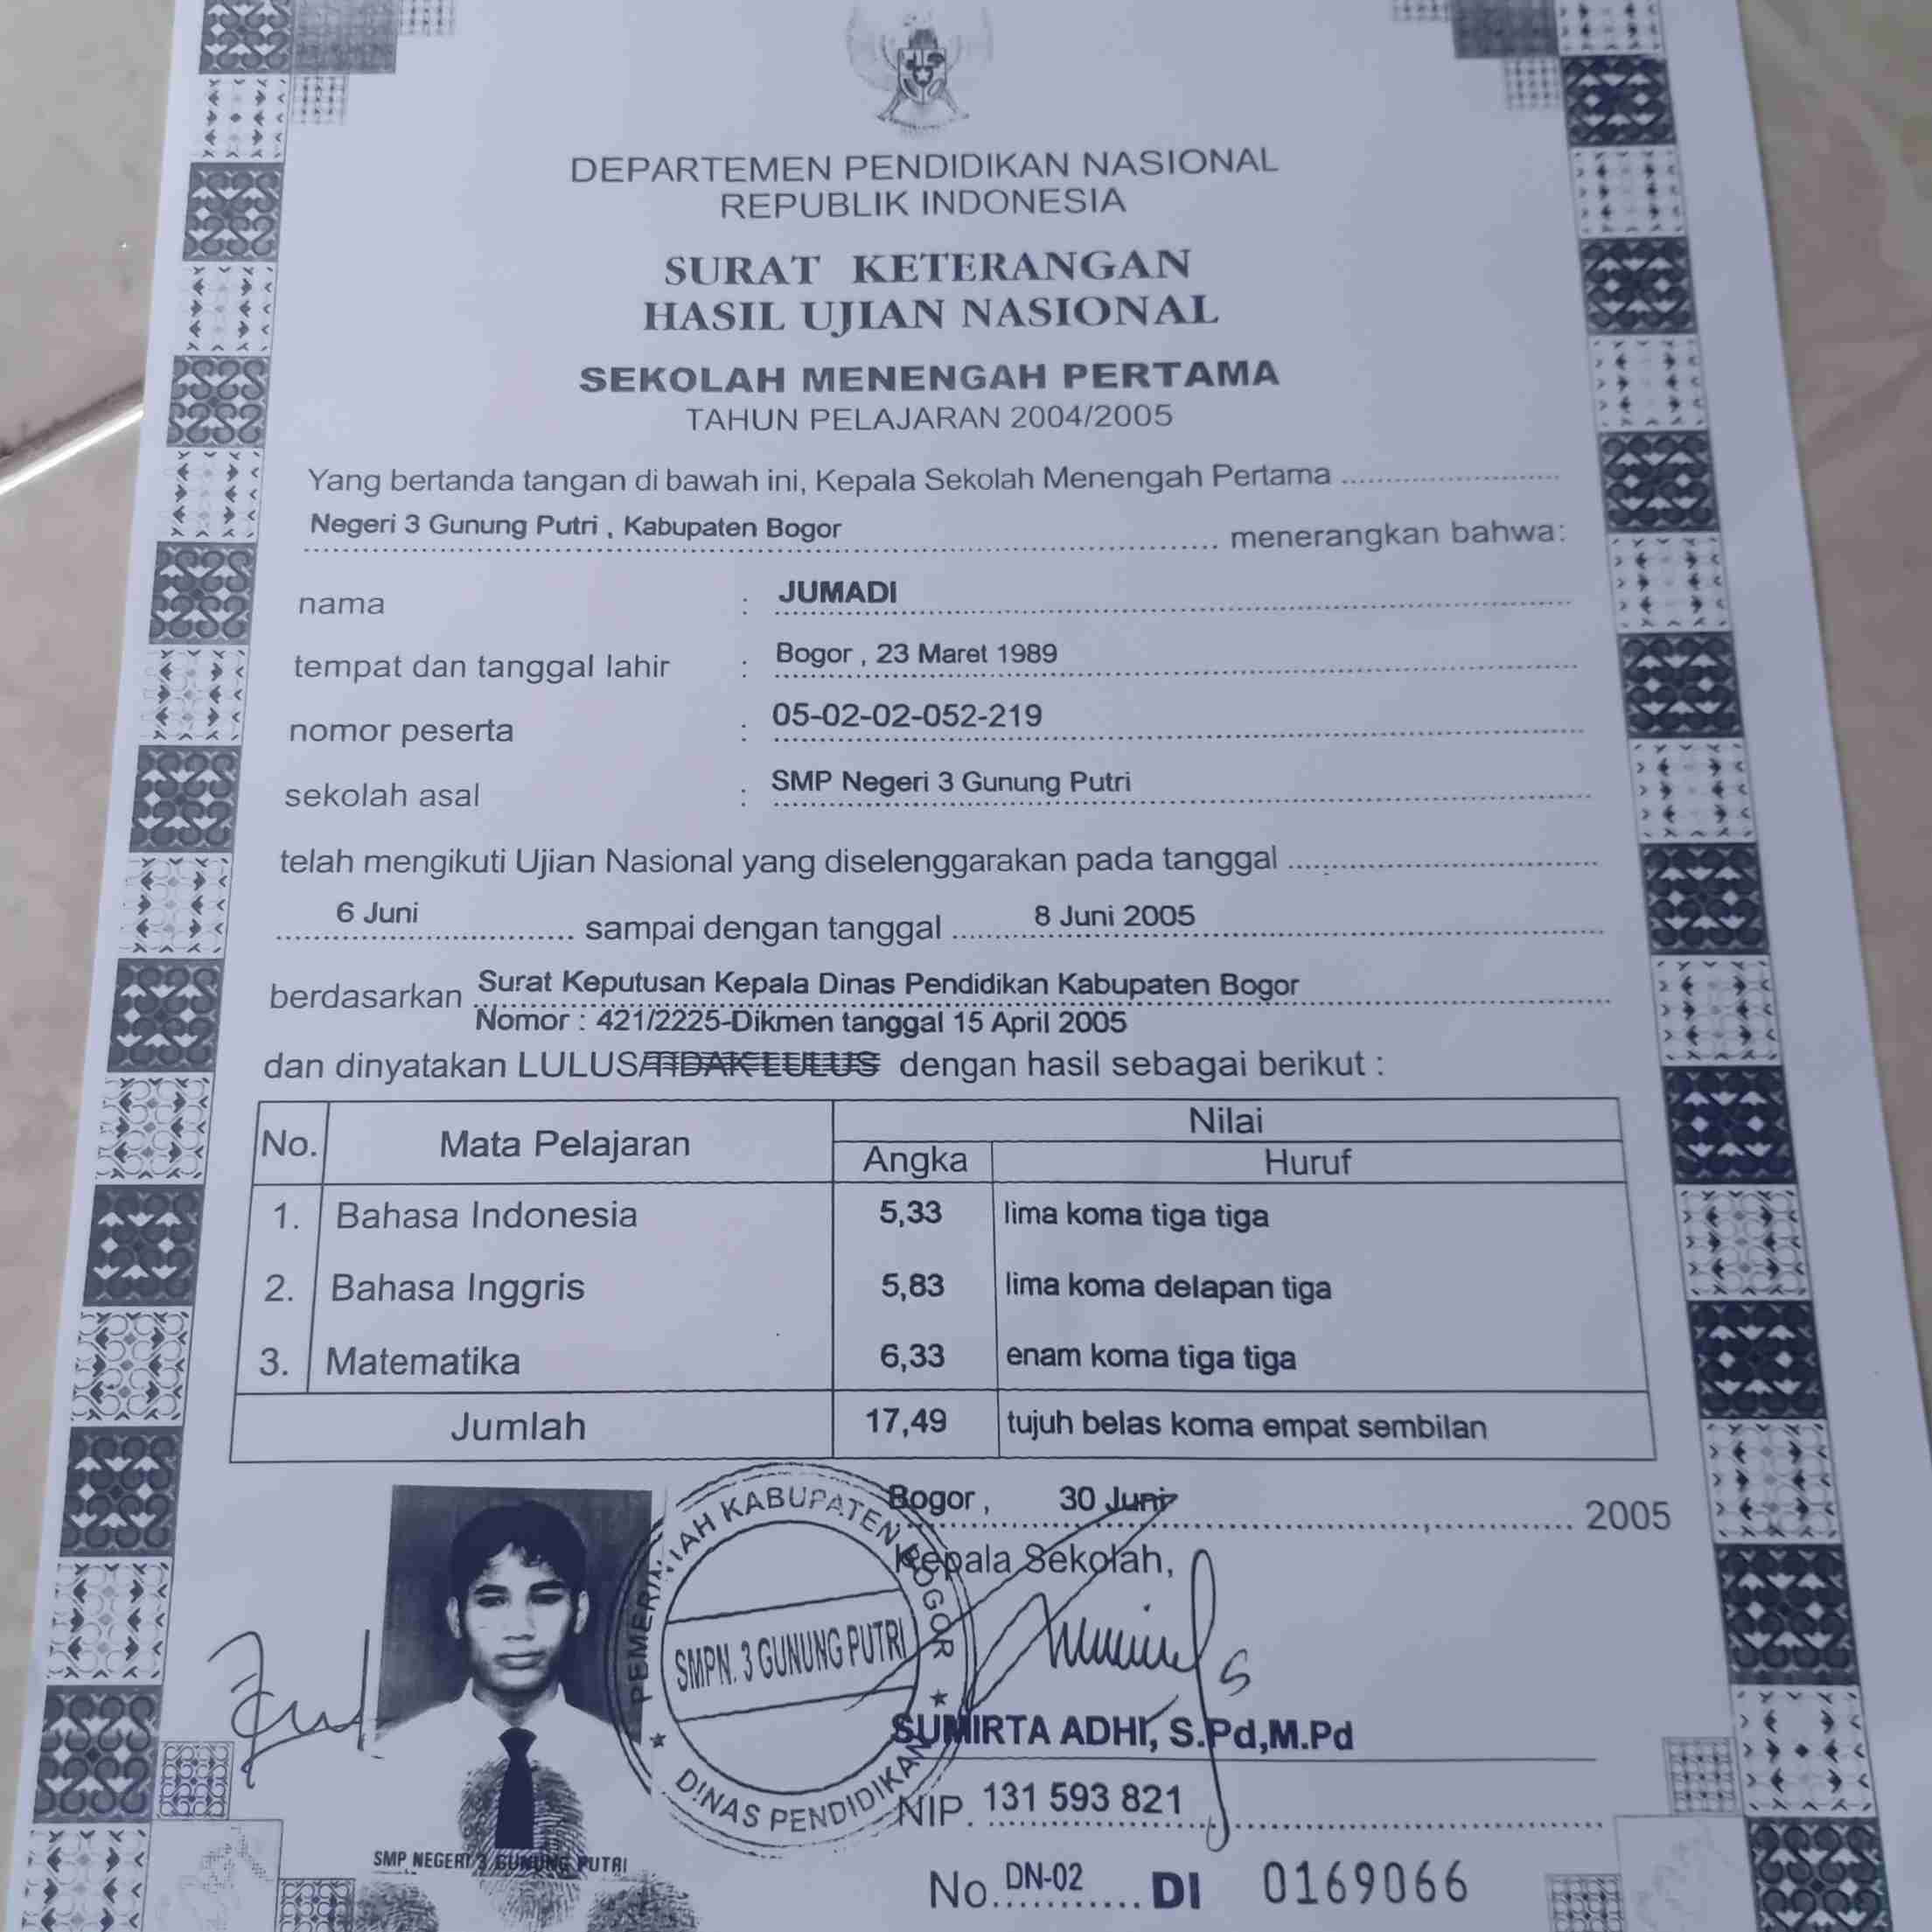 DEPARTEMEN PENDIDIKAN NASIONAL
REPUBLIK INDONESIA
SURAT KETERANGAN
HASIL UJIAN NASIONAL
SEKOLAH MENENGAH PERTAMA
TAHUN PELAJARAN 2004/2005
Yang bertanda tangan di bawah ini, Kepala Sekolah Menengah Pertama
Negeri 3 Gunung Putri , Kabupaten Bogor menerangkan bahwa:
nama : JUMADI
tempat dan tanggal lahir : Bogor , 23 Maret 1989
nomor peserta : 05-02-02-052-219
sekolah asal : SMP Negeri 3 Gunung Putri
telah mengikuti Ujian Nasional yang diselenggarakan pada tanggal
6 Juni sampai dengan tanggal 8 Juni 2005
berdasarkan Surat Keputusan Kepala Dinas Pendidikan Kabupaten Bogor
Nomor : 421/2225-Dikmen tanggal 15 April 2005
dan dinyatakan LULUS/TIDAK LULUS dengan hasil sebagai berikut :
No. Mata Pelajaran Nilai
Angka Huruf
1. Bahasa Indonesia 5,33 lima koma tiga tiga
2. Bahasa Inggris 5,83 lima koma delapan tiga
3. Matematika 6,33 enam koma tiga tiga
Jumlah 17,49 tujuh belas koma empat sembilan
Bogor , 30 Juni 2005
Kepala Sekolah,
PEMERINTAH KABUPATEN BOGOR
SMPN. 3 GUNUNG PUTRI
DINAS PENDIDIKAN
SUMIRTA ADHI, S.Pd,M.Pd
NIP. 131 593 821
SMP NEGERI 3 GUNUNG PUTRI
No. DN-02 DI 0169066